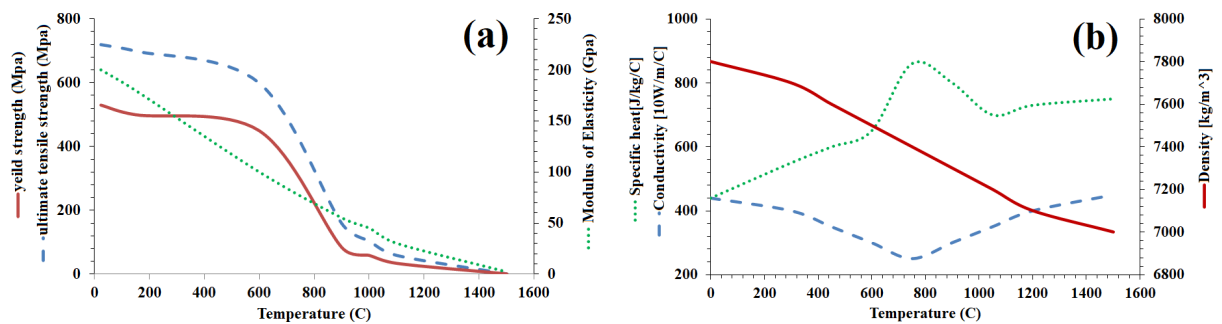 (a)
800
600
400
200
0
250
200
150
100
50
0
0 200 400 600 800 1000 1200 1400 1600
Temperature (C)
yeild strength (Mpa)
ultimate tensile strength (Mpa)
Modulus of Elasticity (Gpa)
(b)
1000
800
600
400
200
8000
7800
7600
7400
7200
7000
6800
0 200 400 600 800 1000 1200 1400 1600
Temperature (C)
Specific heat[J/kg/C]
Conductivity [10W/m/C]
Density [kg/m^3]